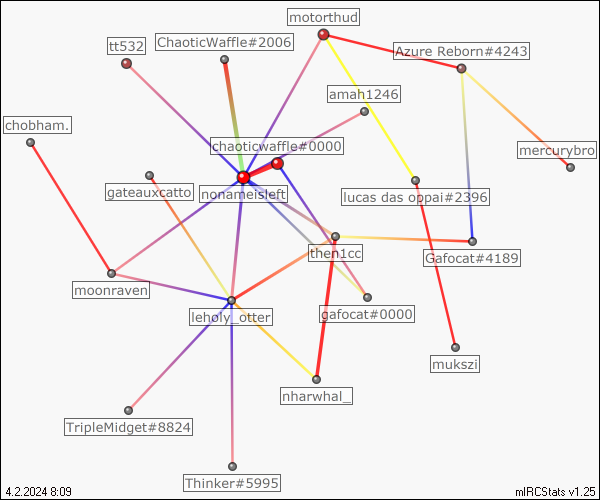 motorthud
tt532
ChaoticWaffle#2006
Azure Reborn#4243
amah1246
chobham.
chaoticwaffle#0000
mercurybro
gateauxcatto
nonameisleft
lucas das oppai#2396
then1cc
Gafocat#4189
moonraven
leholy_otter
gafocat#0000
mukszi
nharwhal_
TripleMidget#8824
Thinker#5995
4.2.2024 8:09
mIRCStats v1.25